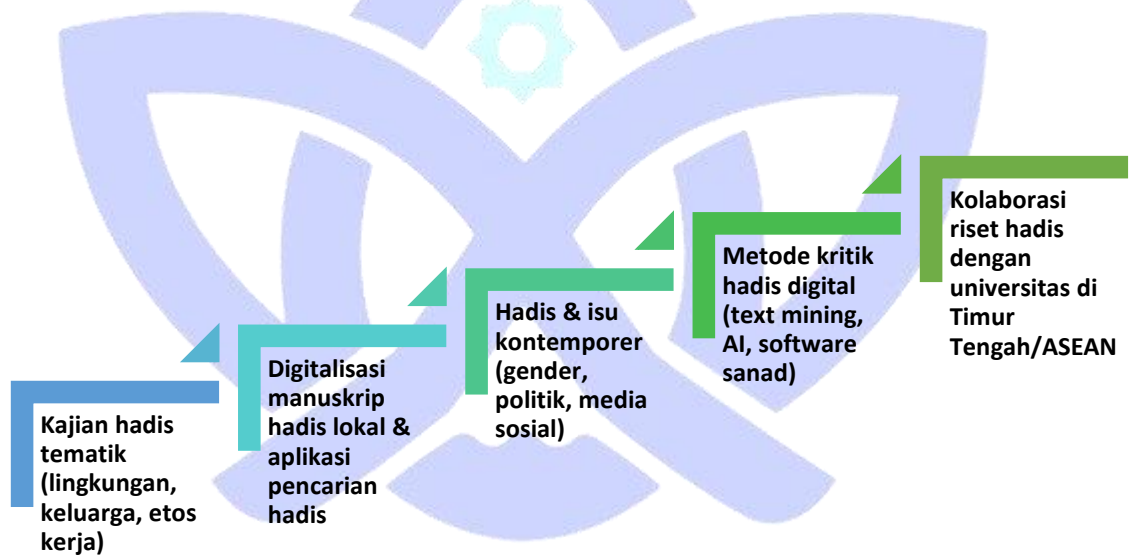 Kajian hadis
tematik
(lingkungan,
keluarga, etos
kerja)
Digitalisasi
manuskrip
hadis lokal &
aplikasi
pencarian
hadis
Hadis & isu
kontemporer
(gender,
politik, media
sosial)
Metode kritik
hadis digital
(text mining,
AI, software
sanad)
Kolaborasi
riset hadis
dengan
universitas di
Timur
Tengah/ASEAN